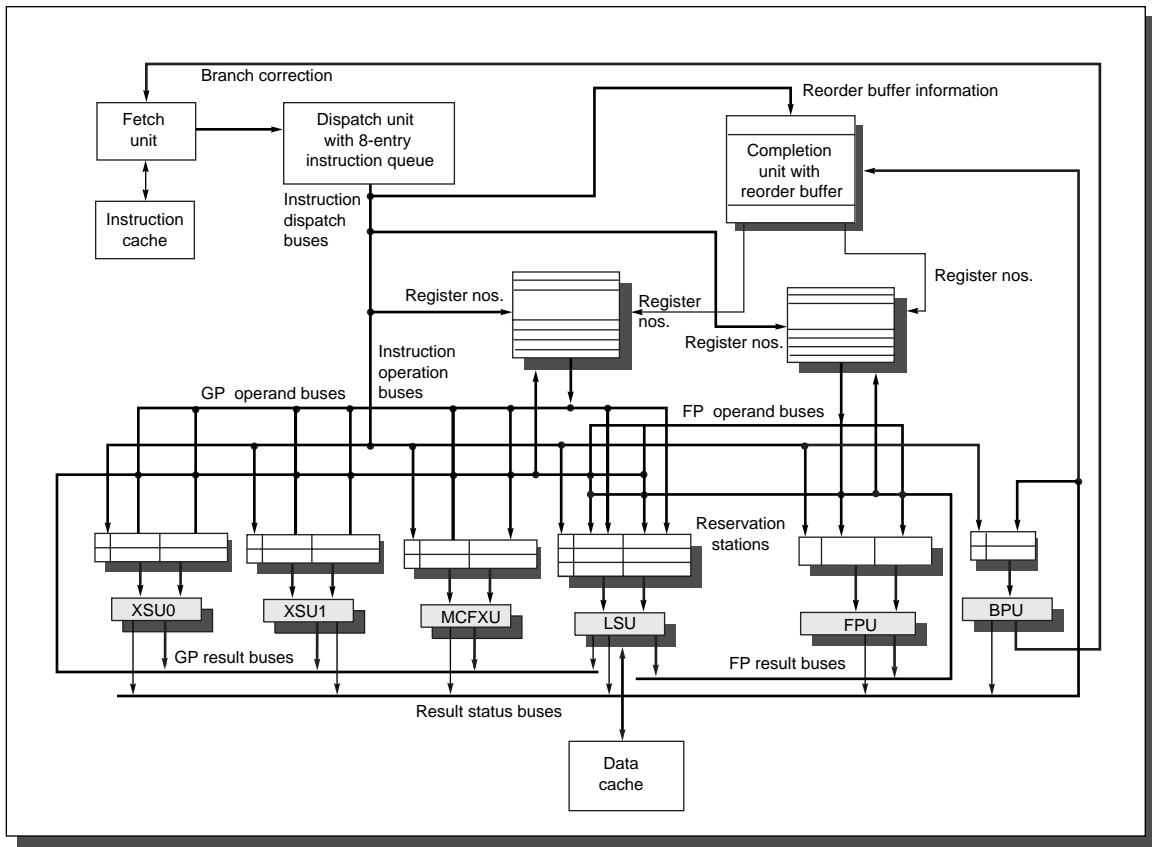 Branch correction
Reorder buffer information
Fetch
unit
Dispatch unit
with 8-entry
instruction queue
Completion
unit with
reorder buffer
Instruction
cache
Instruction
dispatch
buses
Register nos.
Register nos.
Register
nos.
Register nos.
Instruction
operation
buses
GP operand buses
FP operand buses
Reservation
stations
XSU0
XSU1
MCFXU
LSU
FPU
BPU
GP result buses
FP result buses
Result status buses
Data
cache